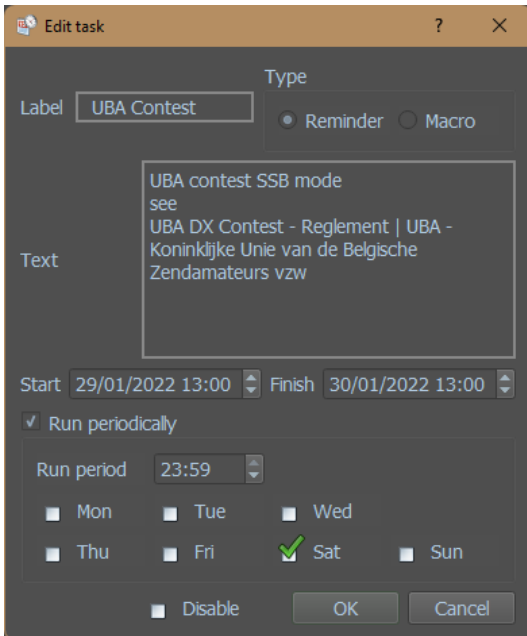 Edit task ? ×
Type
Label UBA Contest Reminder Macro
UBA contest SSB mode
see
UBA DX Contest - Reglement | UBA -
Koninklijke Unie van de Belgische
Zendamateurs vzw
Text
Start 29/01/2022 13:00 Finish 30/01/2022 13:00
Run periodically
Run period 23:59
Mon Tue Wed
Thu Fri Sat Sun
Disable OK Cancel